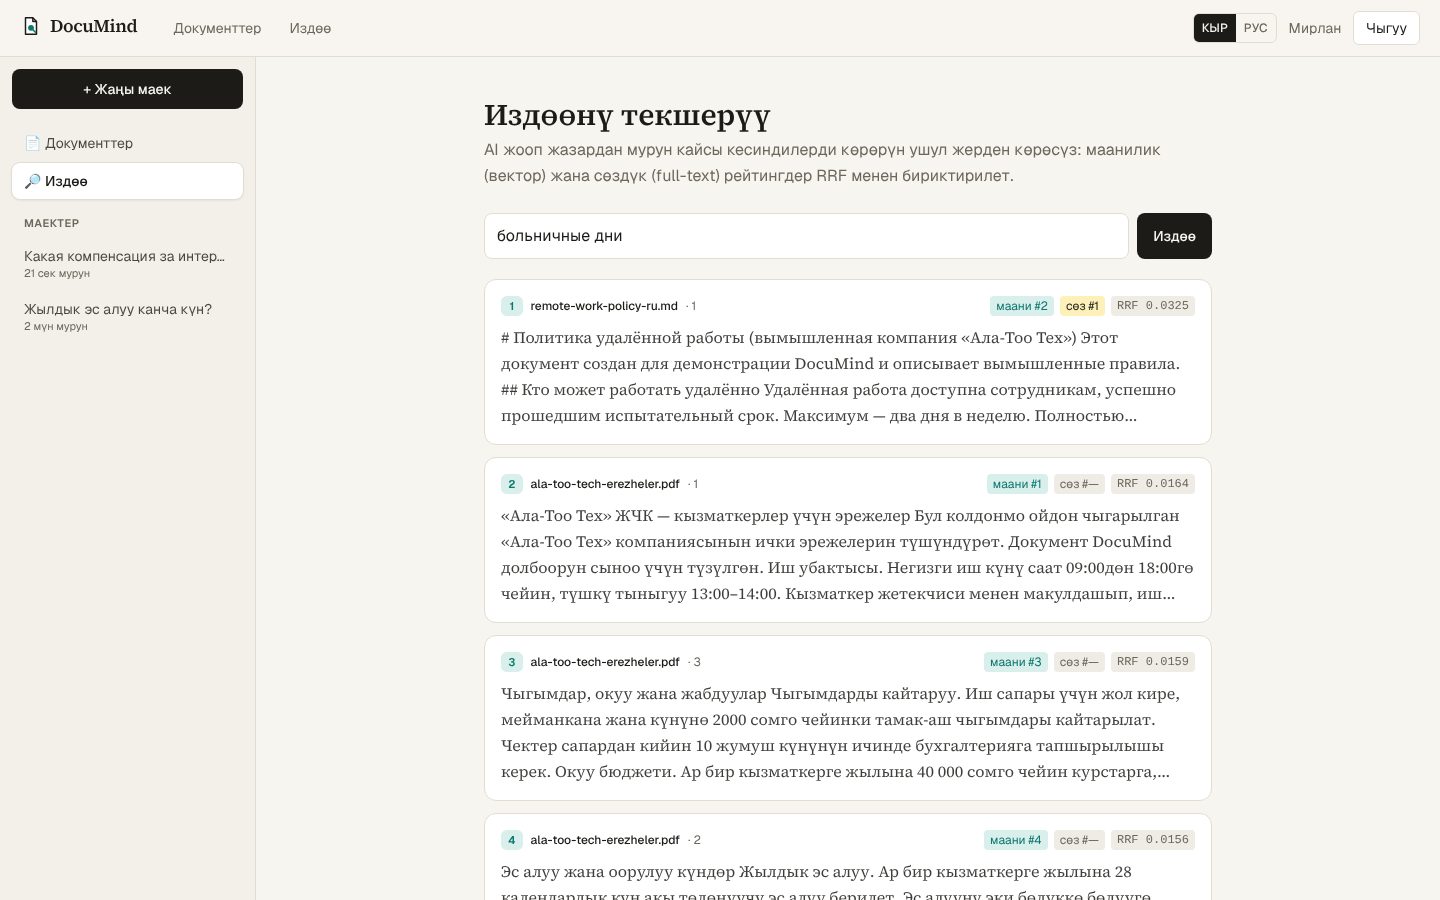 DocuMind
Документтер
Издөө
КЫР
РУС
Мирлан
Чыгуу
+ Жаңы маек
Документтер
Издөө
МАЕКТЕР
Какая компенсация за интер...
21 сек мурун
Жылдык эс алуу канча күн?
2 мүн мурун
Издөөнү текшерүү
AI жооп жазардан мурун кайсы кесиндилерди көрөрүн ушул жерден көрөсүз: маанилик
(вектор) жана сөздүк (full-text) рейтингдер RRF менен бириктирилет.
больничные дни
Издөө
1 remote-work-policy-ru.md · 1 маани #2 сөз #1 RRF 0.0325
# Политика удалённой работы (вымышленная компания «Ала-Тоо Тех») Этот
документ создан для демонстрации DocuMind и описывает вымышленные правила.
## Кто может работать удалённо Удалённая работа доступна сотрудникам, успешно
прошедшим испытательный срок. Максимум — два дня в неделю. Полностью...
2 ala-too-tech-erezheler.pdf · 1 маани #1 сөз #— RRF 0.0164
«Ала-Тоо Тех» ЖЧК — кызматкерлер үчүн эрежелер Бул колдонмо ойдон чыгарылган
«Ала-Тоо Тех» компаниясынын ички эрежелерин түшүндүрөт. Документ DocuMind
долбоорун сыноо үчүн түзүлгөн. Иш убактысы. Негизги иш күнү саат 09:00дөн 18:00гө
чейин, түшкү тыныгуу 13:00–14:00. Кызматкер жетекчиси менен макулдашып, иш...
3 ala-too-tech-erezheler.pdf · 3 маани #3 сөз #— RRF 0.0159
Чыгымдар, окуу жана жабдуулар Чыгымдарды кайтаруу. Иш сапары үчүн жол кире,
мейманкана жана күнүнө 2000 сомго чейинки тамак-аш чыгымдары кайтарылат.
Чектер сапардан кийин 10 жумуш күнүнүн ичинде бухгалтерияга тапшырылышы
керек. Окуу бюджети. Ар бир кызматкерге жылына 40 000 сомго чейин курстарга,...
4 ala-too-tech-erezheler.pdf · 2 маани #4 сөз #— RRF 0.0156
Эс алуу жана оорулуу күндөр Жылдык эс алуу. Ар бир кызматкерге жылына 28
календардык күн акы төлөнүүчү эс алуу берилет. Эс алууну эки бөлүккө бөлүүгө